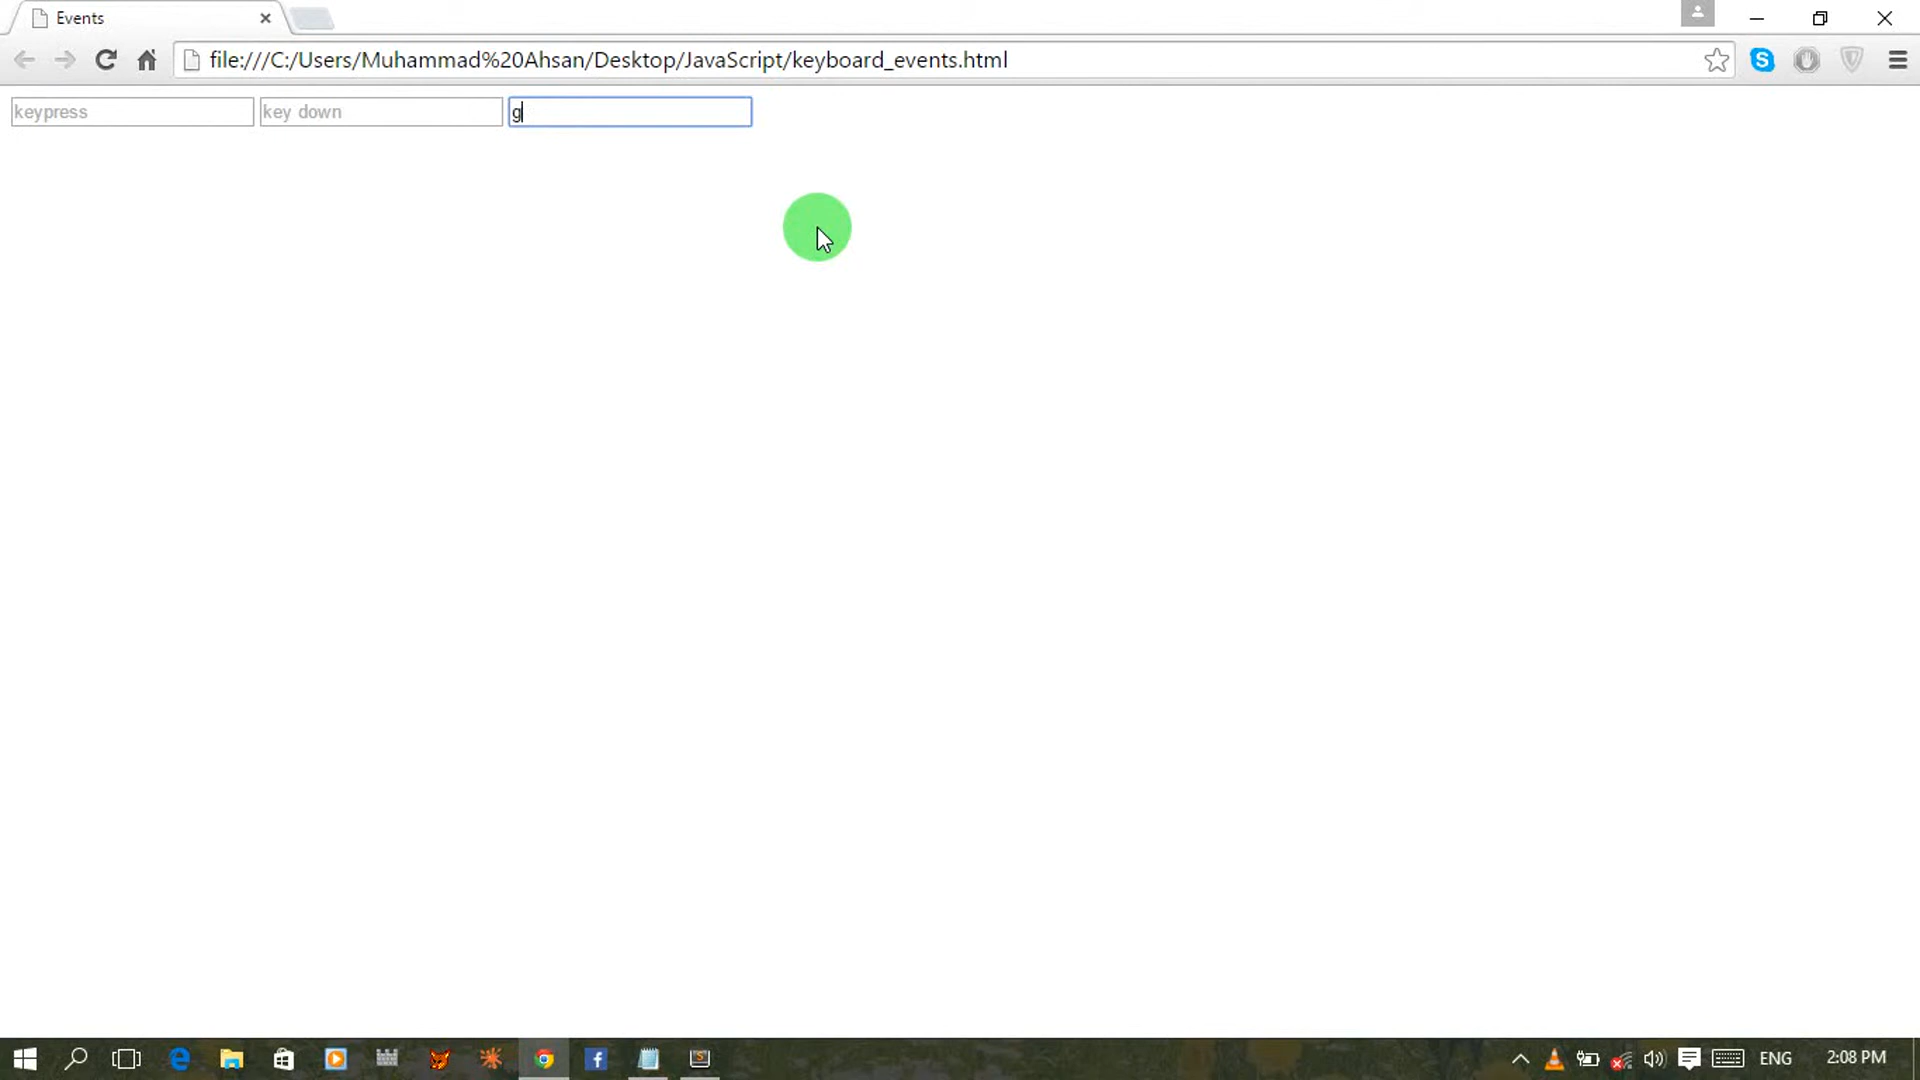 Events
file:///C:/Users/Muhammad%20Ahsan/Desktop/JavaScript/keyboard_events.html
keypress
key down
g
ENG
2:08 PM